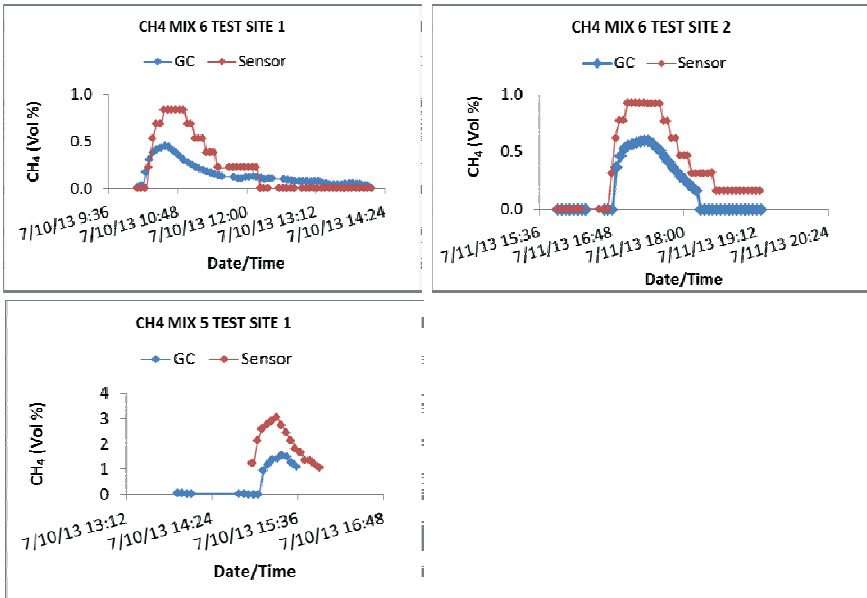 CH4 MIX 6 TEST SITE 1
GC Sensor
CH₄ (Vol %)
1.0
0.5
0.0
7/10/13 9:36
7/10/13 10:48
7/10/13 12:00
7/10/13 13:12
7/10/13 14:24
Date/Time
CH4 MIX 6 TEST SITE 2
GC Sensor
CH₄ (Vol %)
1.0
0.5
0.0
7/11/13 15:36
7/11/13 16:48
7/11/13 18:00
7/11/13 19:12
7/11/13 20:24
Date/Time
CH4 MIX 5 TEST SITE 1
GC Sensor
CH₄ (Vol %)
4
3
2
1
0
7/10/13 13:12
7/10/13 14:24
7/10/13 15:36
7/10/13 16:48
Date/Time